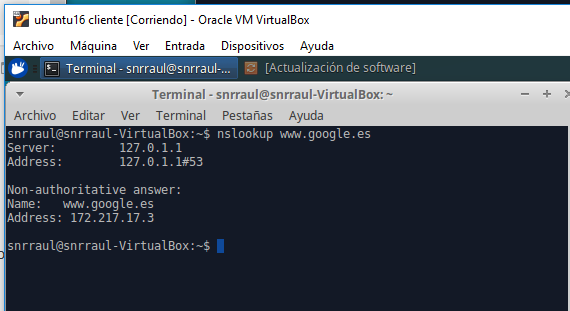 ubuntu16 cliente [Corriendo] - Oracle VM VirtualBox
Archivo Máquina Ver Entrada Dispositivos Ayuda
Terminal - snrraul@snrraul-... [Actualización de software]
Terminal - snrraul@snrraul-VirtualBox: ~
Archivo Editar Ver Terminal Pestañas Ayuda
snrraul@snrraul-VirtualBox:~$ nslookup www.google.es
Server: 127.0.1.1
Address: 127.0.1.1#53
Non-authoritative answer:
Name: www.google.es
Address: 172.217.17.3
snrraul@snrraul-VirtualBox:~$